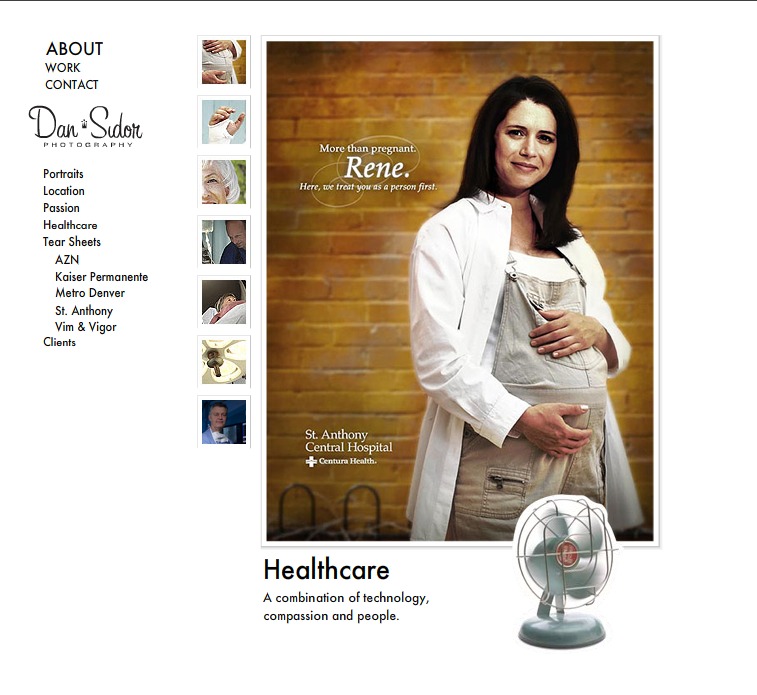 ABOUT
WORK
CONTACT
Dan Sidor
PHOTOGRAPHY
Portraits
Location
Passion
Healthcare
Tear Sheets
AZN
Kaiser Permanente
Metro Denver
St. Anthony
Vim & Vigor
Clients
More than pregnant.
Rene.
Here, we treat you as a person first.
St. Anthony
Central Hospital
Centura Health.
Healthcare
A combination of technology,
compassion and people.